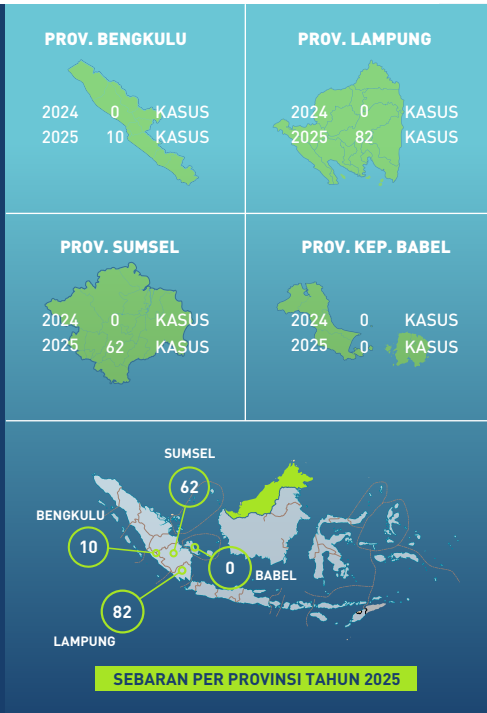 PROV. BENGKULU
2024 0 KASUS
2025 10 KASUS
PROV. LAMPUNG
2024 0 KASUS
2025 82 KASUS
PROV. SUMSEL
2024 0 KASUS
2025 62 KASUS
PROV. KEP. BABEL
2024 0 KASUS
2025 0 KASUS
SUMSEL
62
BENGKULU
10
0
BABEL
82
LAMPUNG
SEBARAN PER PROVINSI TAHUN 2025